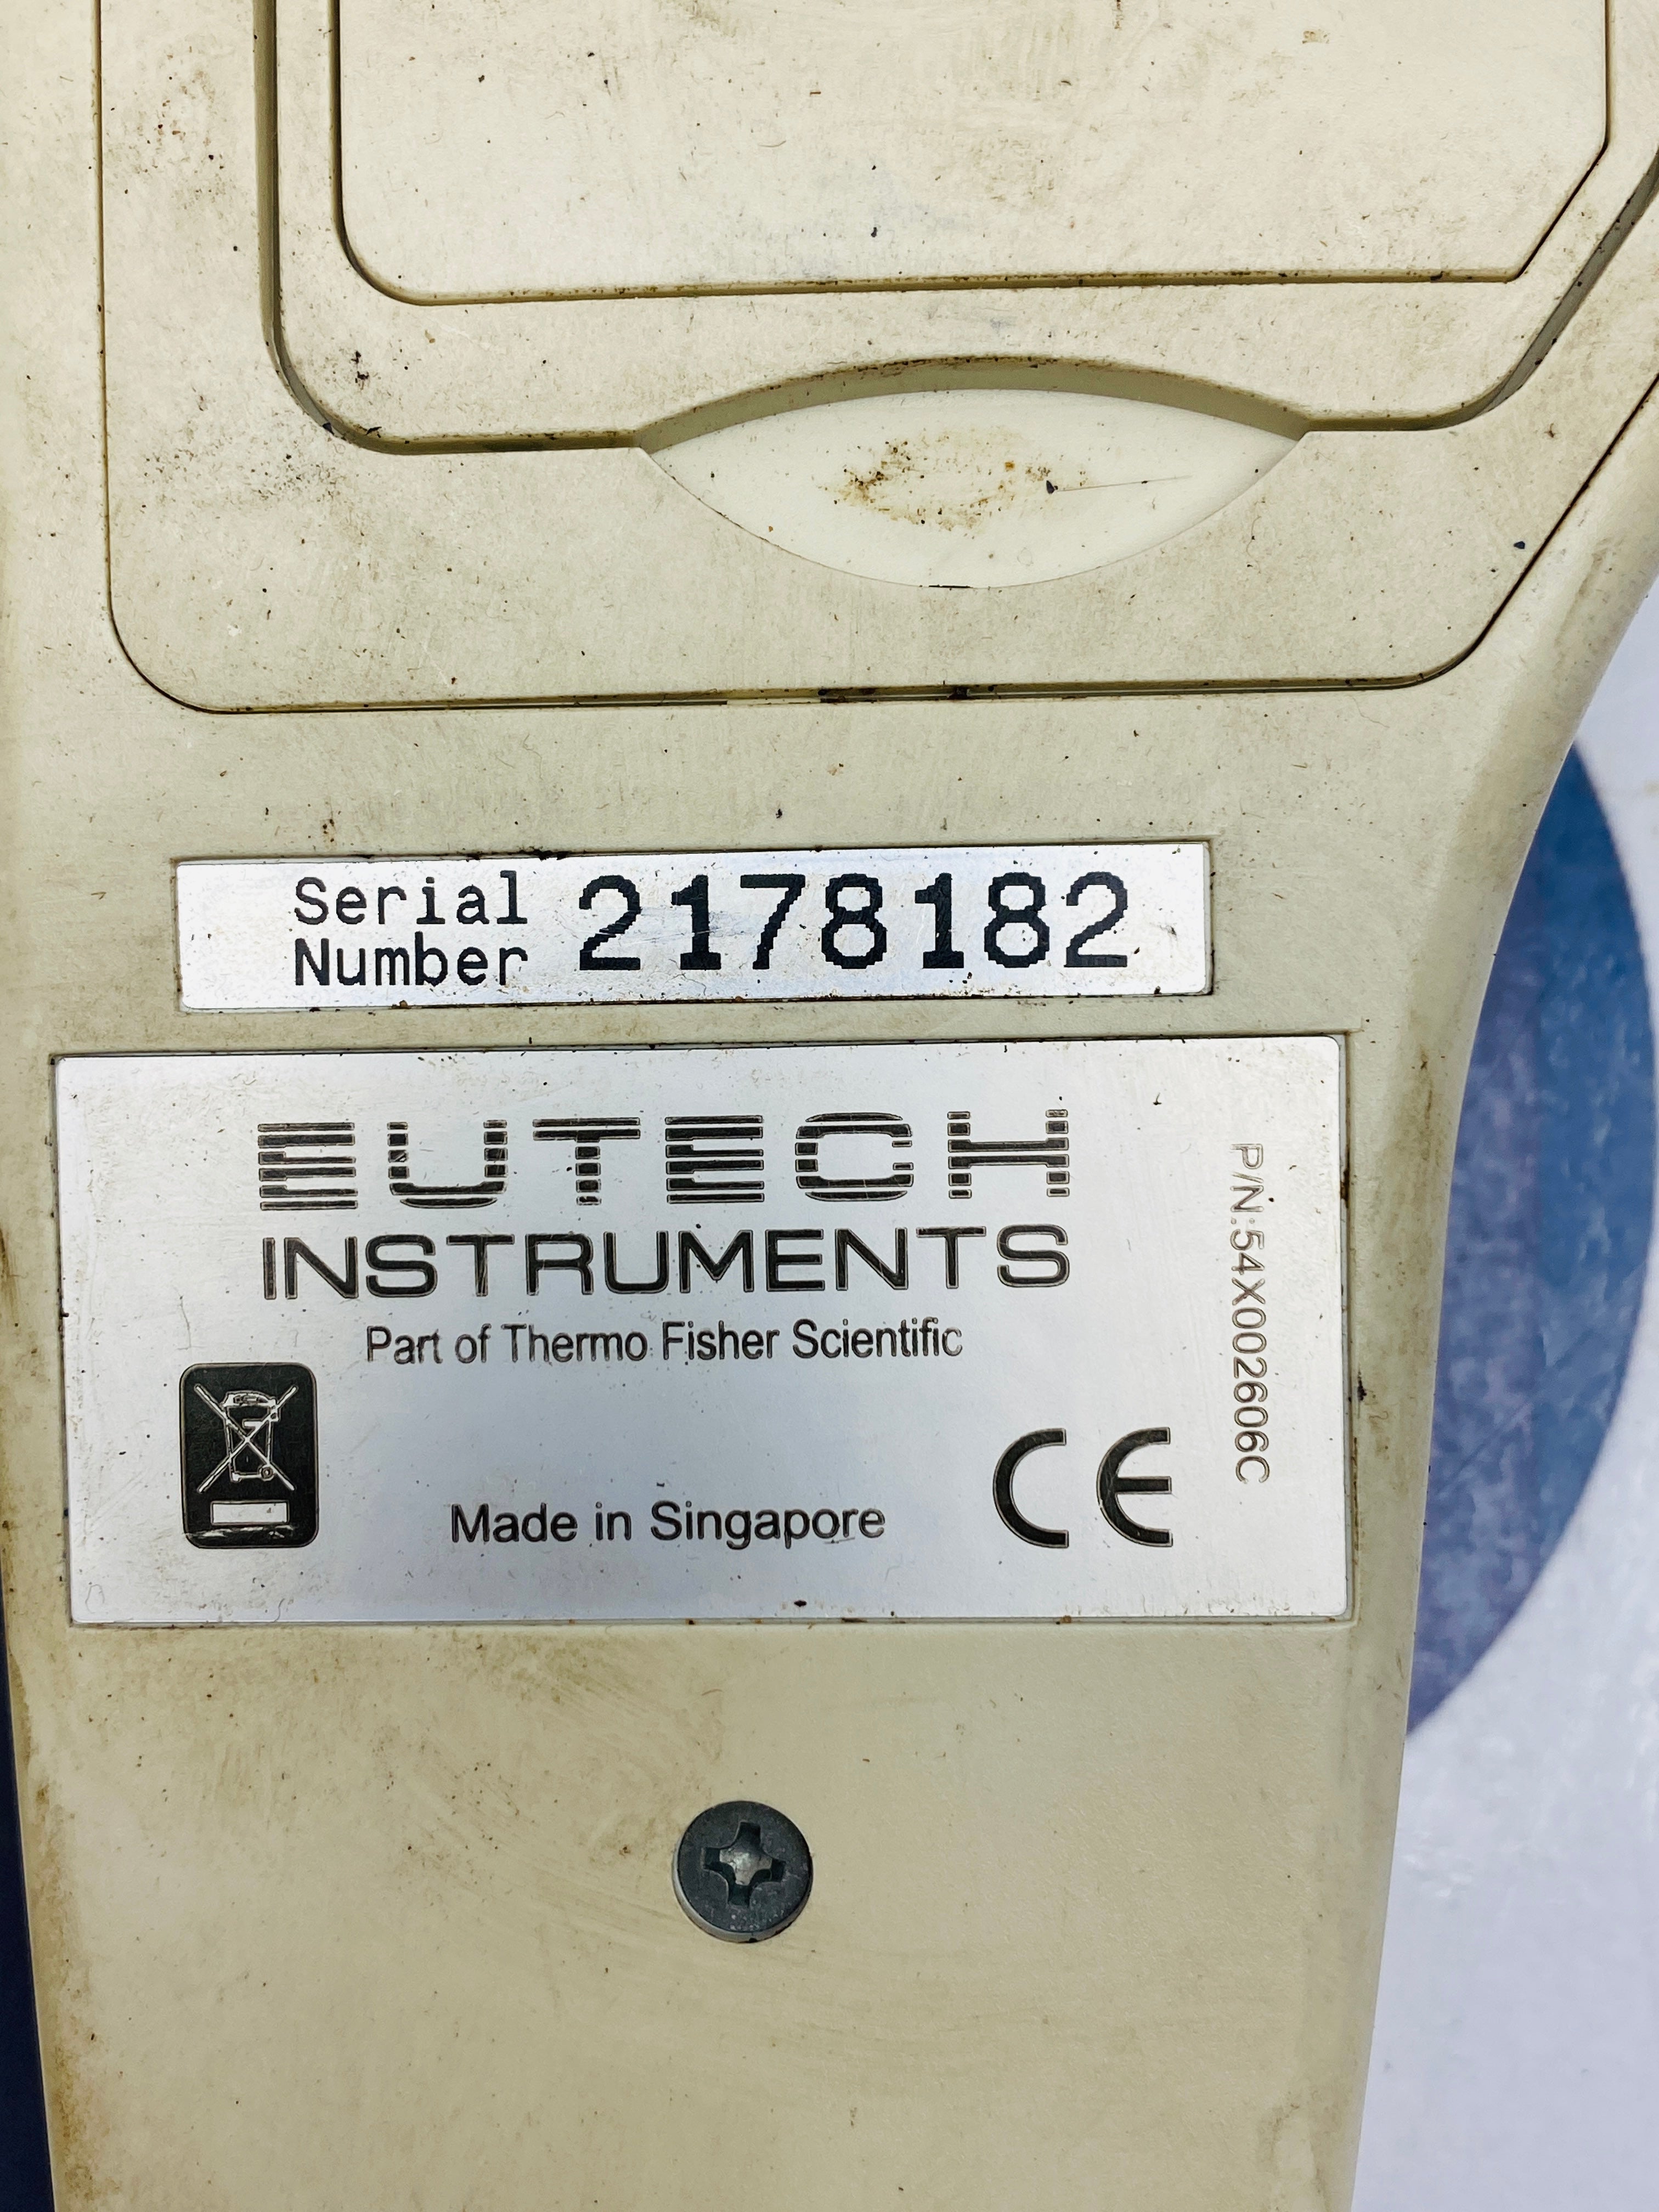 Serial
Number 2178182
EUTECH
INSTRUMENTS
Part of Thermo Fisher Scientific
Made in Singapore
CE
P/N:54X002606C